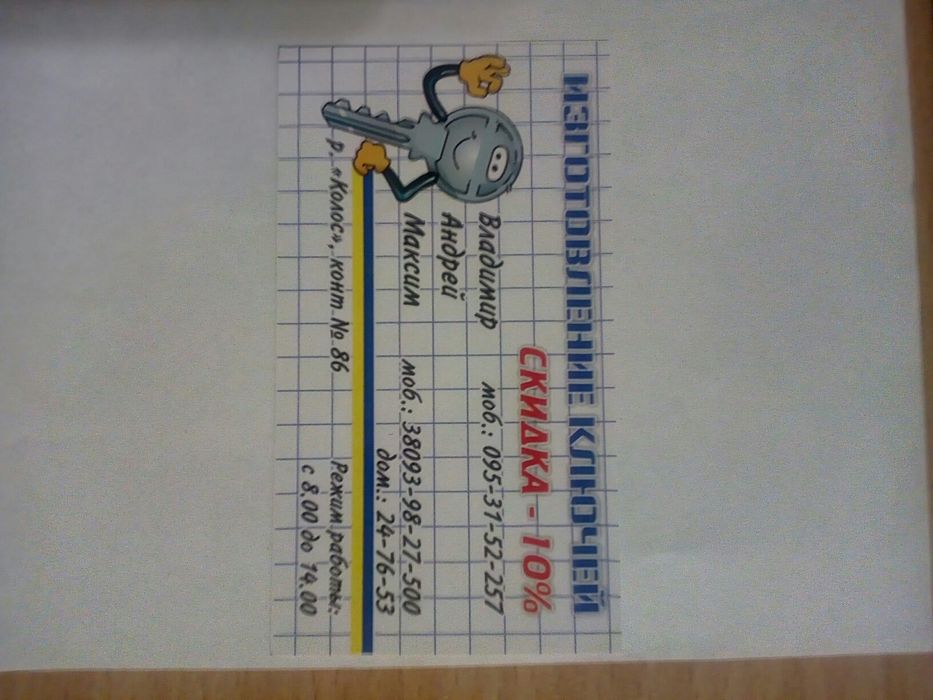 ИЗГОТОВЛЕНИЕ КЛЮЧЕЙ
СКИДКА - 10%
Владимир моб.: 095-31-52-257
Андрей
Максим моб.: 38093-98-27-500
дом.: 24-76-53
р. «Колос», конт. № 86
Режим работы:
с 8.00 до 14.00